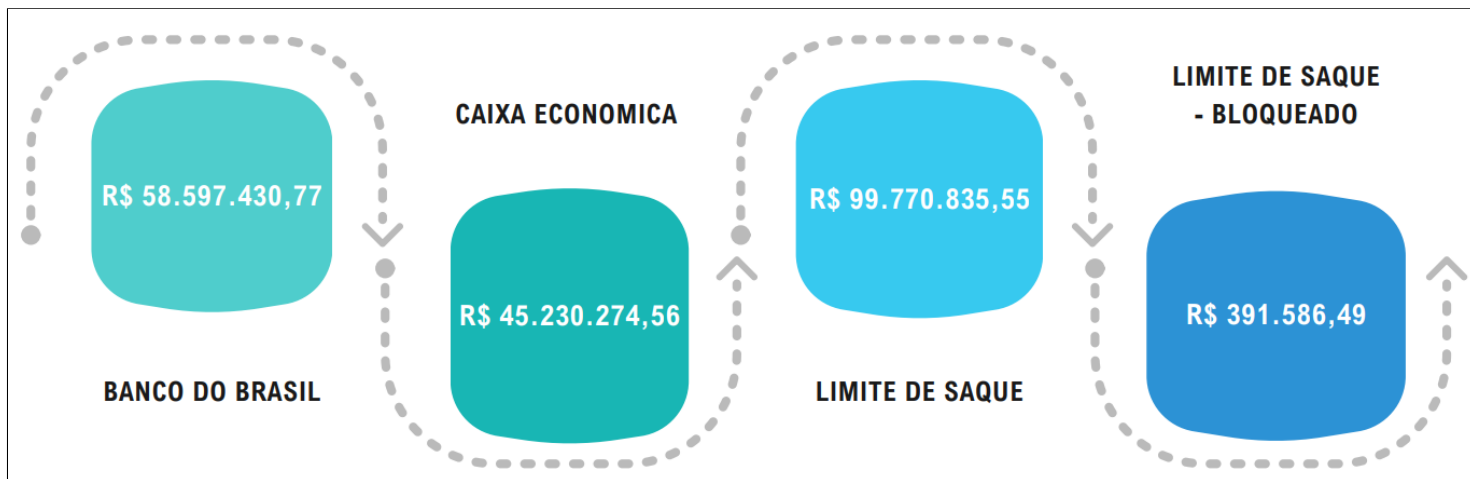 R$ 58.597.430,77
BANCO DO BRASIL
CAIXA ECONOMICA
R$ 45.230.274,56
R$ 99.770.835,55
LIMITE DE SAQUE
LIMITE DE SAQUE
- BLOQUEADO
R$ 391.586,49